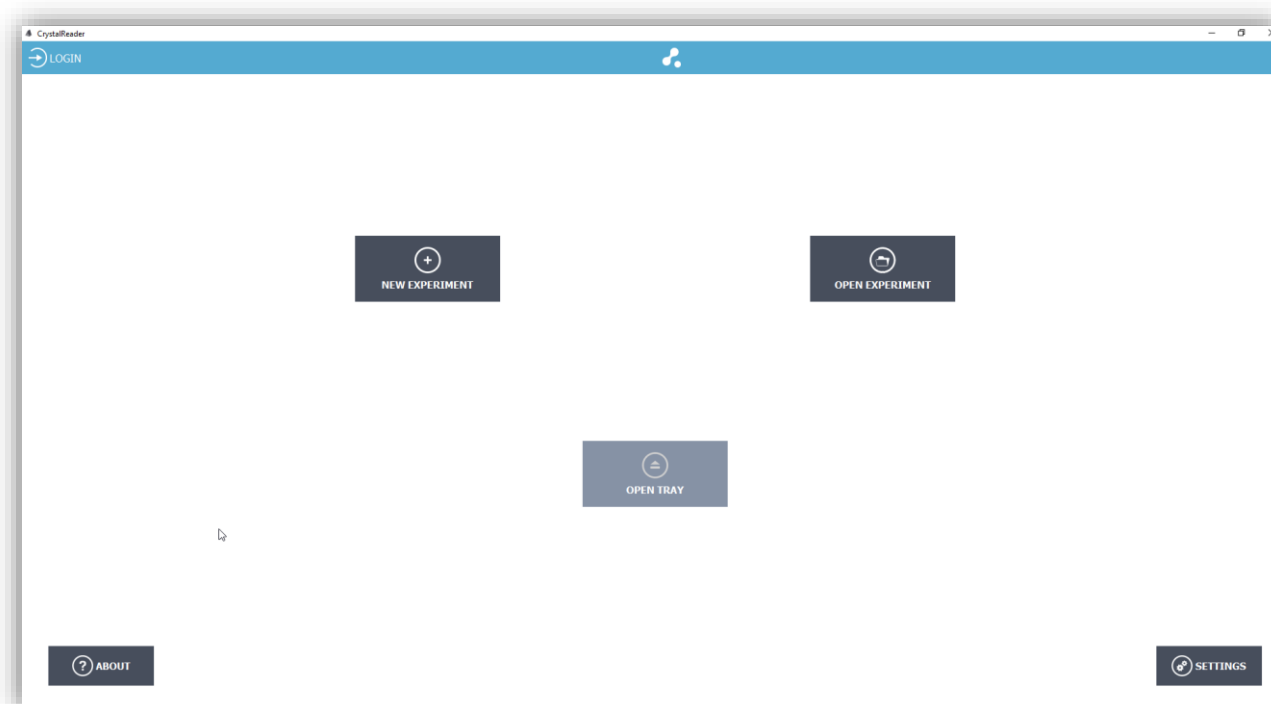 CrystalReader
LOGIN
NEW EXPERIMENT
OPEN EXPERIMENT
OPEN TRAY
ABOUT
SETTINGS